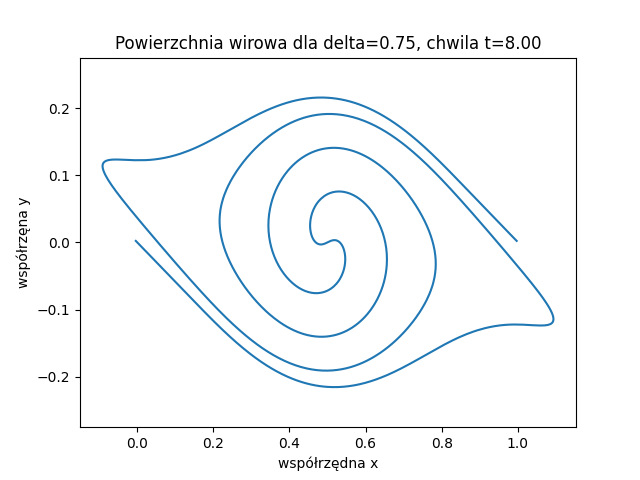 Powierzchnia wirowa dla delta=0.75, chwila t=8.00
0.2
0.1
0.0
−0.1
−0.2
współrzęna y
0.0 0.2 0.4 0.6 0.8 1.0
współrzędna x